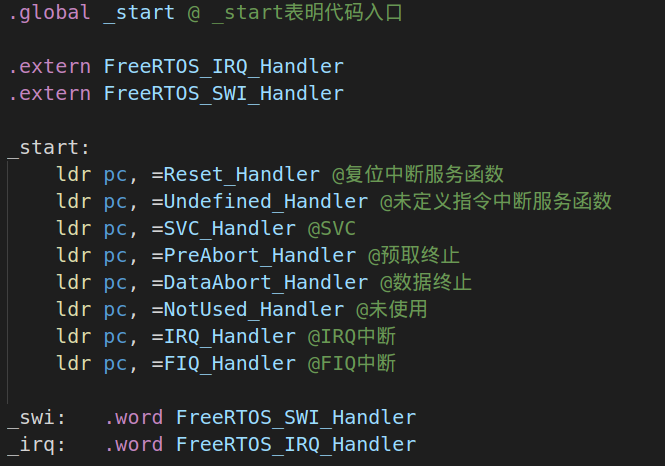 .global _start @ _start表明代码入口
.extern FreeRTOS_IRQ_Handler
.extern FreeRTOS_SWI_Handler
_start:
ldr pc, =Reset_Handler @复位中断服务函数
ldr pc, =Undefined_Handler @未定义指令中断服务函数
ldr pc, =SVC_Handler @SVC
ldr pc, =PreAbort_Handler @预取终止
ldr pc, =DataAbort_Handler @数据终止
ldr pc, =NotUsed_Handler @未使用
ldr pc, =IRQ_Handler @IRQ中断
ldr pc, =FIQ_Handler @FIQ中断
_swi: .word FreeRTOS_SWI_Handler
_irq: .word FreeRTOS_IRQ_Handler